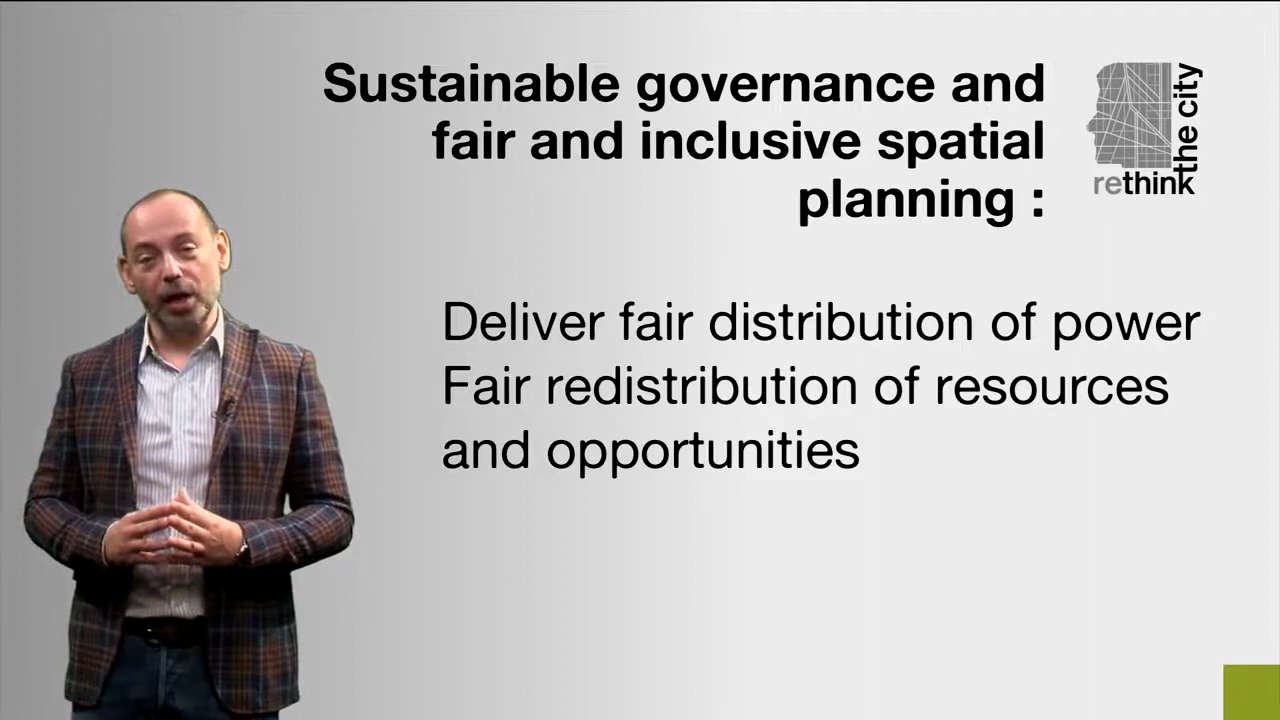 Sustainable governance and
fair and inclusive spatial
planning :
rethink
the city
Deliver fair distribution of power
Fair redistribution of resources
and opportunities